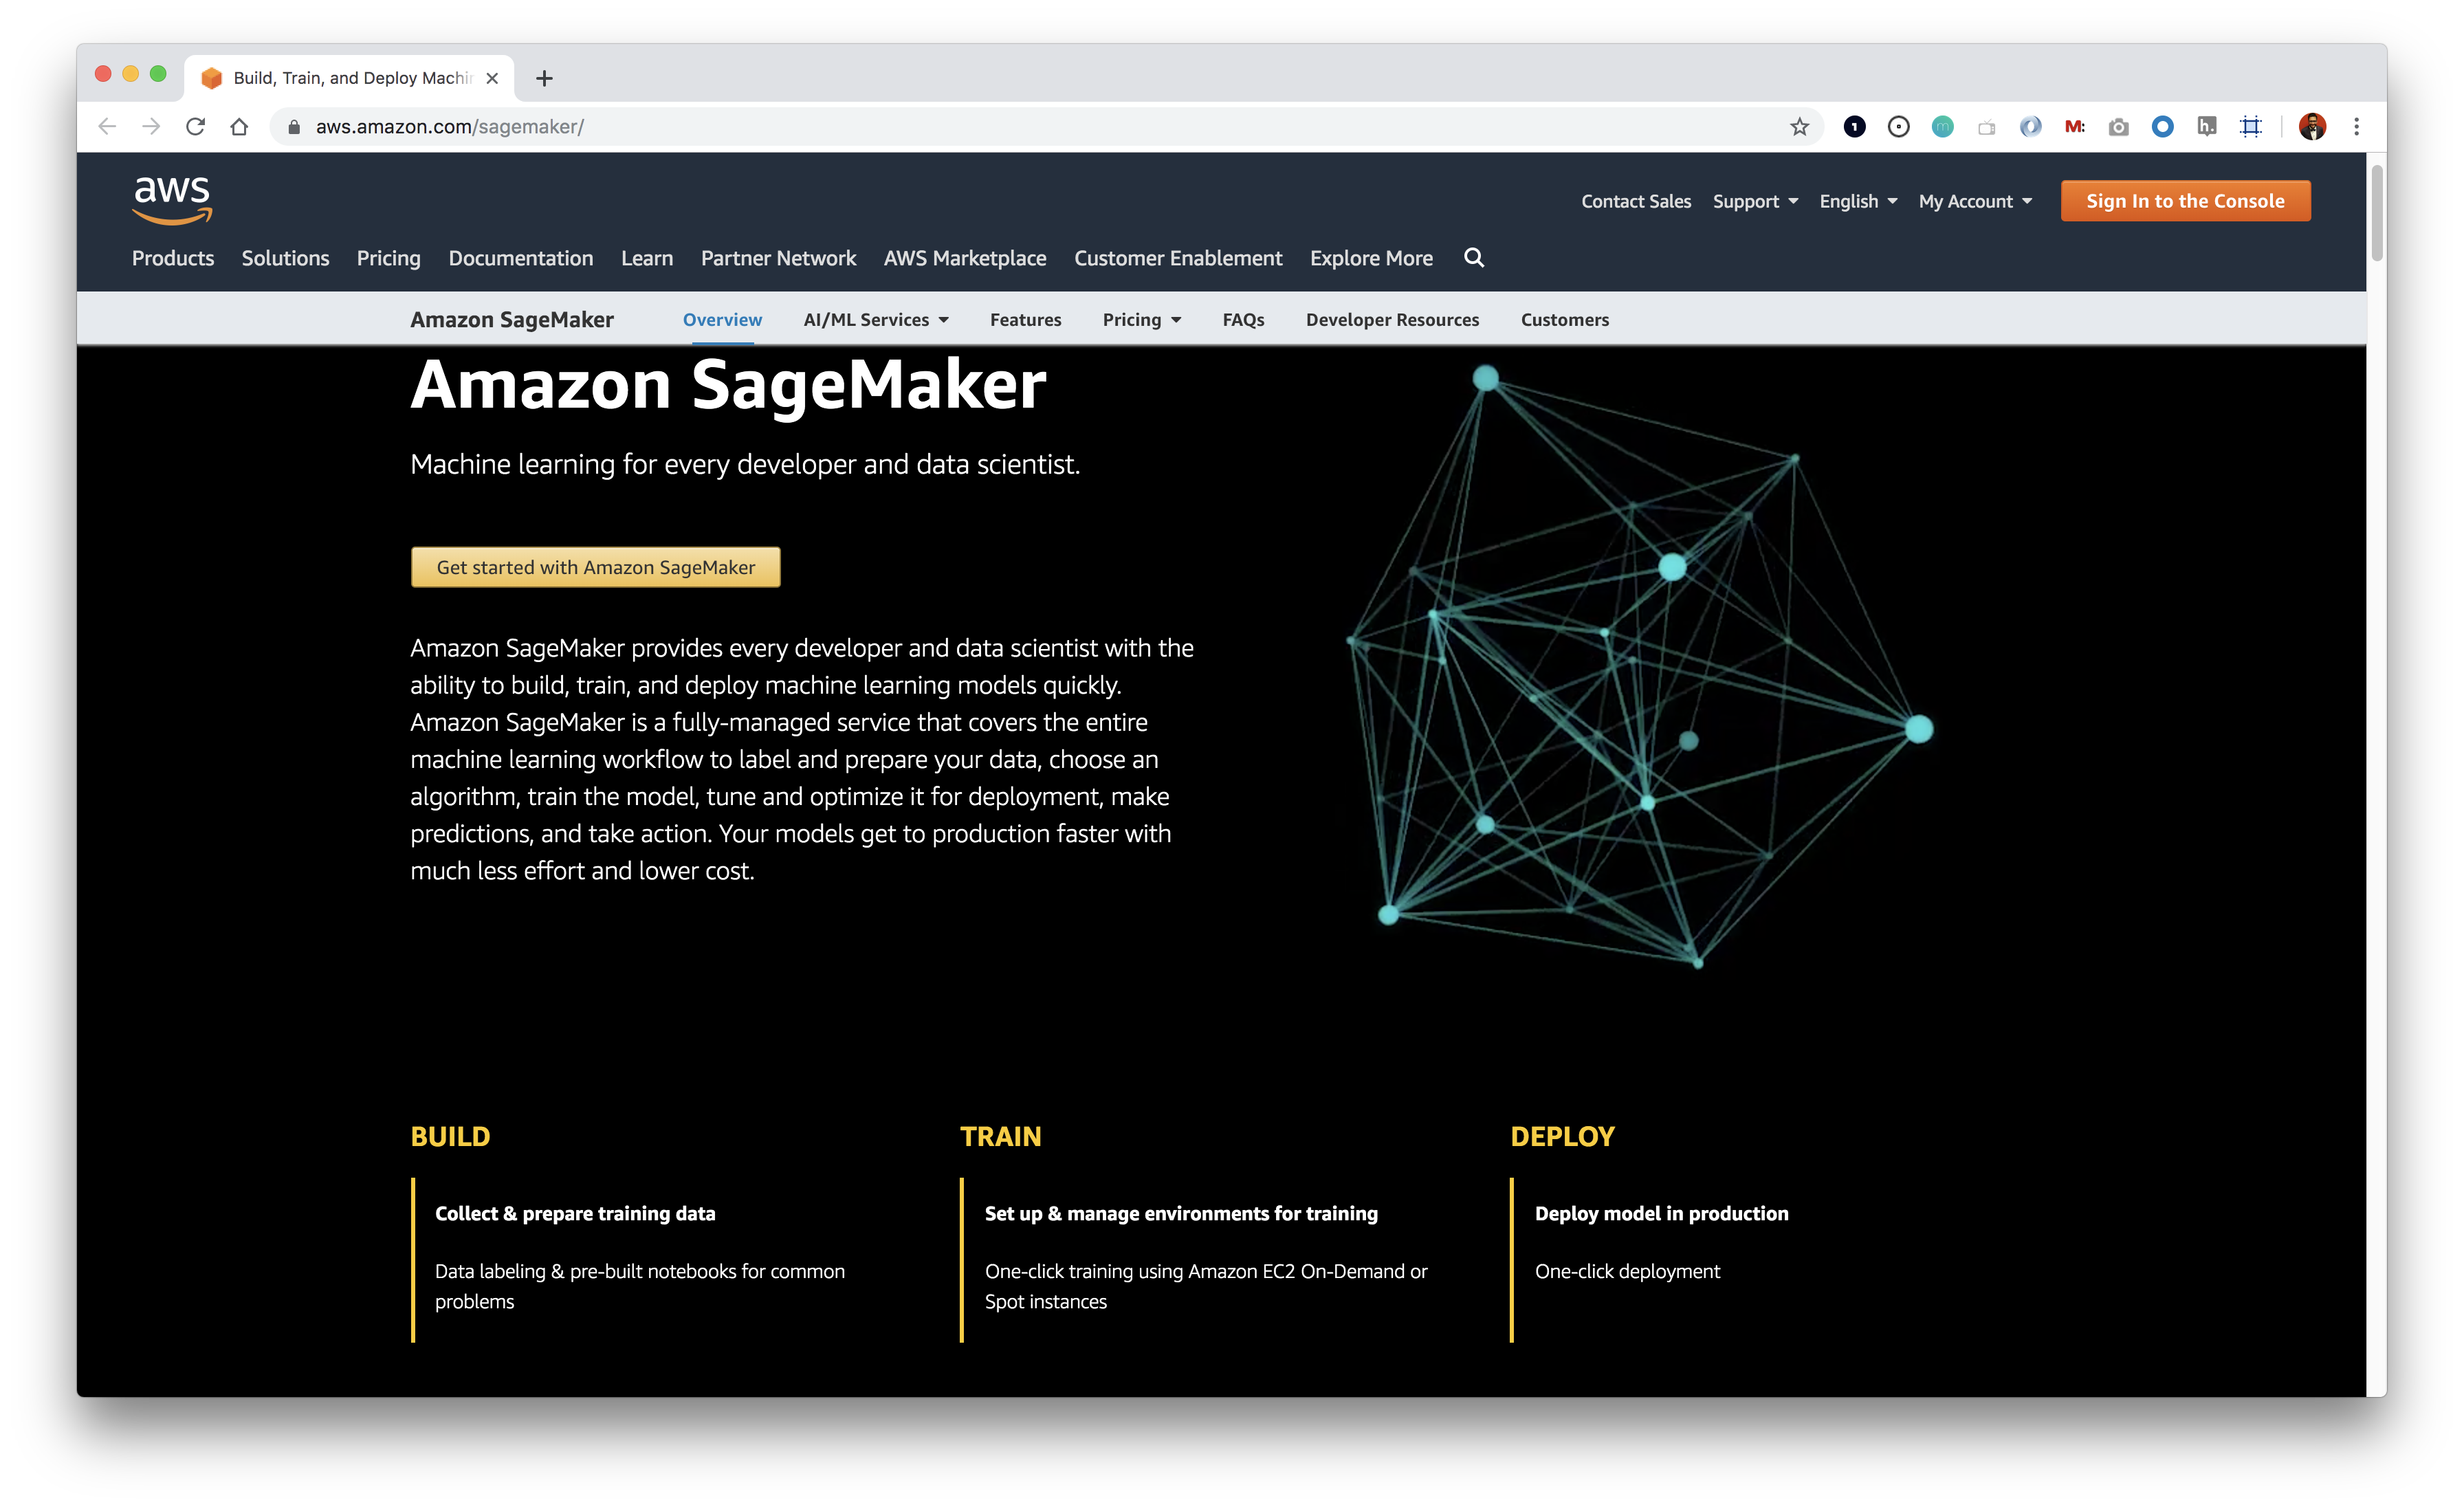 Build, Train, and Deploy Machin
aws.amazon.com/sagemaker/
1
m
M:
h.
aws
Contact Sales Support English My Account Sign In to the Console
Products Solutions Pricing Documentation Learn Partner Network AWS Marketplace Customer Enablement Explore More
Amazon SageMaker Overview AI/ML Services Features Pricing FAQs Developer Resources Customers
Amazon SageMaker
Machine learning for every developer and data scientist.
Get started with Amazon SageMaker
Amazon SageMaker provides every developer and data scientist with the
ability to build, train, and deploy machine learning models quickly.
Amazon SageMaker is a fully-managed service that covers the entire
machine learning workflow to label and prepare your data, choose an
algorithm, train the model, tune and optimize it for deployment, make
predictions, and take action. Your models get to production faster with
much less effort and lower cost.
BUILD
Collect & prepare training data
Data labeling & pre-built notebooks for common
problems
TRAIN
Set up & manage environments for training
One-click training using Amazon EC2 On-Demand or
Spot instances
DEPLOY
Deploy model in production
One-click deployment